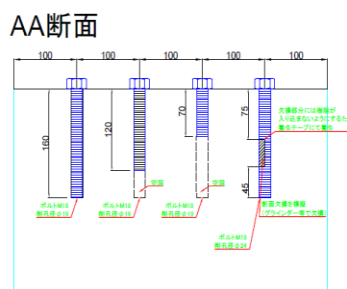 AA断面
100 100 100 100 100
160
120
70
75
45
欠損部分には樹脂が
入り込まないようにするため
養生テープにて養生
空洞
空洞
断面欠損を模擬
(グラインダー等で欠損)
ボルトM16
削孔径φ19
ボルトM16
削孔径φ19
ボルトM16
削孔径φ19
ボルトM16
削孔径φ24